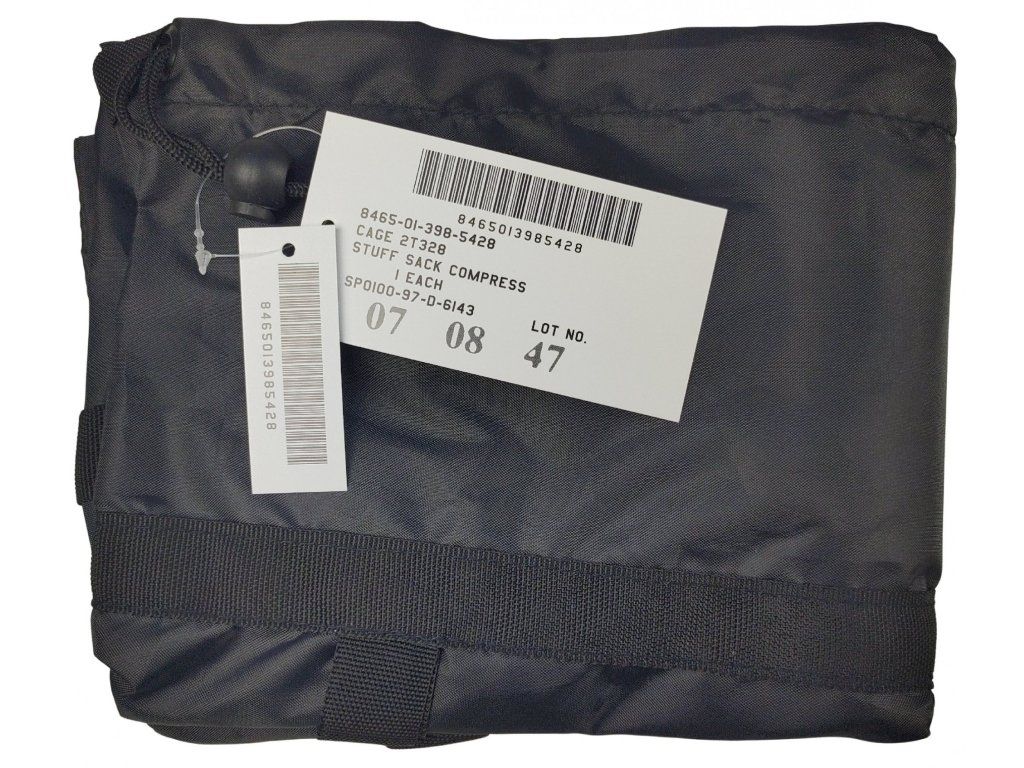 8465013985428
8465-01-398-5428
CAGE 2T328
STUFF SACK COMPRESS
1 EACH
SPO100-97-D-6143
07 08 LOT NO. 47
8465013985428